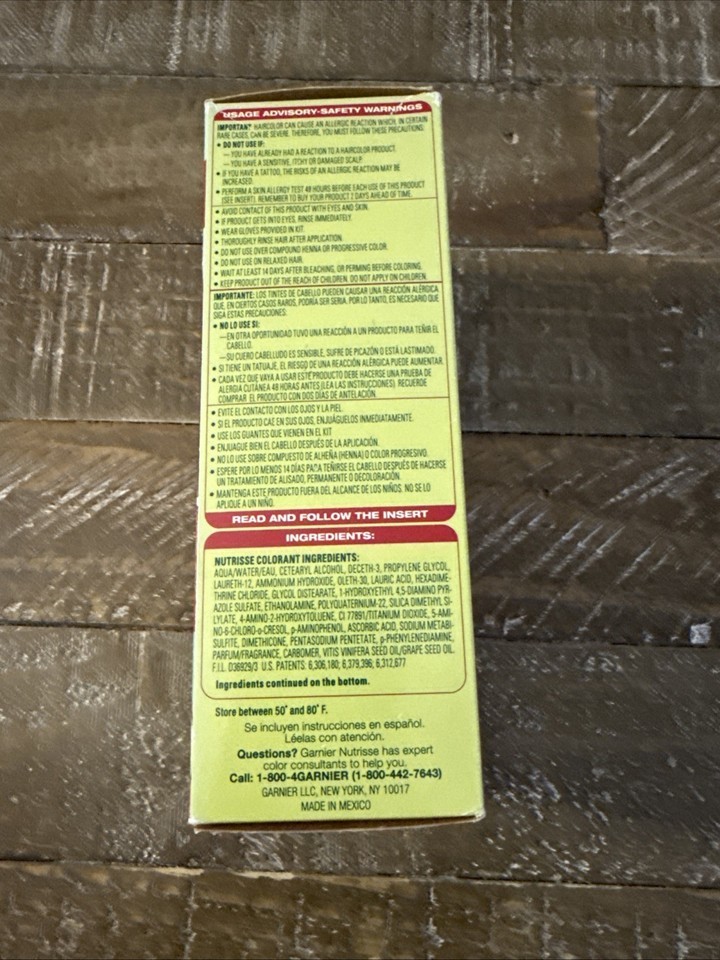 USAGE ADVISORY-SAFETY WARNINGS
IMPORTANT HAIRCOLOR CAN CAUSE AN ALLERGIC REACTION WHICH, IN CERTAIN
RARE CASES, CAN BE SEVERE. THEREFORE, YOU MUST FOLLOW THESE PRECAUTIONS:
• DO NOT USE IF:
— YOU HAVE ALREADY HAD A REACTION TO A HAIRCOLOR PRODUCT.
— YOU HAVE A SENSITIVE, ITCHY OR DAMAGED SCALP.
• IF YOU HAVE A TATTOO, THE RISKS OF AN ALLERGIC REACTION MAY BE
INCREASED.
• PERFORM A SKIN ALLERGY TEST 48 HOURS BEFORE EACH USE OF THIS PRODUCT
(SEE INSERT). REMEMBER TO BUY YOUR PRODUCT 2 DAYS AHEAD OF TIME.
• AVOID CONTACT OF THIS PRODUCT WITH EYES AND SKIN.
• IF PRODUCT GETS INTO EYES, RINSE IMMEDIATELY.
• WEAR GLOVES PROVIDED IN KIT.
• THOROUGHLY RINSE HAIR AFTER APPLICATION.
• DO NOT USE OVER COMPOUND HENNA OR PROGRESSIVE COLOR.
• DO NOT USE ON RELAXED HAIR.
• WAIT AT LEAST 14 DAYS AFTER BLEACHING, OR PERMING BEFORE COLORING.
• KEEP PRODUCT OUT OF THE REACH OF CHILDREN. DO NOT APPLY ON CHILDREN.
IMPORTANTE: LOS TINTES DE CABELLO PUEDEN CAUSAR UNA REACCIÓN ALÉRGICA
QUE, EN CIERTOS CASOS RAROS, PODRÍA SER SERIA. POR LO TANTO, ES NECESARIO QUE
SIGA ESTAS PRECAUCIONES:
• NO LO USE SI:
—EN OTRA OPORTUNIDAD TUVO UNA REACCIÓN A UN PRODUCTO PARA TEÑIR EL
CABELLO.
—SU CUERO CABELLUDO ES SENSIBLE, SUFRE DE PICAZÓN O ESTÁ LASTIMADO.
• SI TIENE UN TATUAJE, EL RIESGO DE UNA REACCIÓN ALÉRGICA PUEDE AUMENTAR.
• CADA VEZ QUE VAYA A USAR ESTE PRODUCTO DEBE HACERSE UNA PRUEBA DE
ALERGIA CUTÁNEA 48 HORAS ANTES (LEA LAS INSTRUCCIONES). RECUERDE
COMPRAR EL PRODUCTO CON DOS DÍAS DE ANTELACIÓN.
• EVITE EL CONTACTO CON LOS OJOS Y LA PIEL.
• SI EL PRODUCTO CAE EN SUS OJOS, ENJUÁGUELOS INMEDIATAMENTE.
• USE LOS GUANTES QUE VIENEN EN EL KIT
• ENJUAGUE BIEN EL CABELLO DESPUÉS DE LA APLICACIÓN.
• NO LO USE SOBRE COMPUESTO DE ALHEÑA (HENNA) O COLOR PROGRESIVO.
• ESPERE POR LO MENOS 14 DÍAS PARA TEÑIRSE EL CABELLO DESPUÉS DE HACERSE
UN TRATAMIENTO DE ALISADO, PERMANENTE O DECOLORACIÓN.
• MANTENGA ESTE PRODUCTO FUERA DEL ALCANCE DE LOS NIÑOS. NO SE LO
APLIQUE A UN NIÑO.
READ AND FOLLOW THE INSERT
INGREDIENTS:
NUTRISSE COLORANT INGREDIENTS:
AQUA/WATER/EAU, CETEARYL ALCOHOL, DECETH-3, PROPYLENE GLYCOL,
LAURETH-12, AMMONIUM HYDROXIDE, OLETH-30, LAURIC ACID, HEXADIME-
THRINE CHLORIDE, GLYCOL DISTEARATE, 1-HYDROXYETHYL 4,5-DIAMINO PYR-
AZOLE SULFATE, ETHANOLAMINE, POLYQUATERNIUM-22, SILICA DIMETHYL SI-
LYLATE, 4-AMINO-2-HYDROXYTOLUENE, CI 77891/TITANIUM DIOXIDE, 5-AMI-
NO-6-CHLORO-o-CRESOL, p-AMINOPHENOL, ASCORBIC ACID, SODIUM METABI-
SULFITE, DIMETHICONE, PENTASODIUM PENTETATE, p-PHENYLENEDIAMINE,
PARFUM/FRAGRANCE, CARBOMER, VITIS VINIFERA SEED OIL/GRAPE SEED OIL.
F.I.L. D36929/3 U.S. PATENTS: 6,306,180; 6,379,396; 6,312,677
Ingredients continued on the bottom.
Store between 50° and 80° F.
Se incluyen instrucciones en español.
Léelas con atención.
Questions? Garnier Nutrisse has expert
color consultants to help you.
Call: 1-800-4GARNIER (1-800-442-7643)
GARNIER LLC, NEW YORK, NY 10017
MADE IN MEXICO